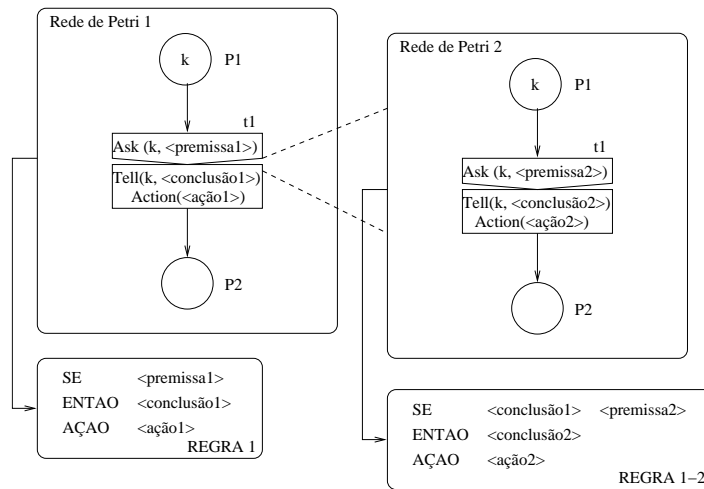 Rede de Petri 1
k P1
t1
Ask (k, <premissa1>)
Tell(k, <conclusão1>)
Action(<ação1>)
P2
SE <premissa1>
ENTAO <conclusão1>
AÇAO <ação1>
REGRA 1
Rede de Petri 2
k P1
t1
Ask (k, <premissa2>)
Tell(k, <conclusão2>)
Action(<ação2>)
P2
SE <conclusão1> <premissa2>
ENTAO <conclusão2>
AÇAO <ação2>
REGRA 1–2